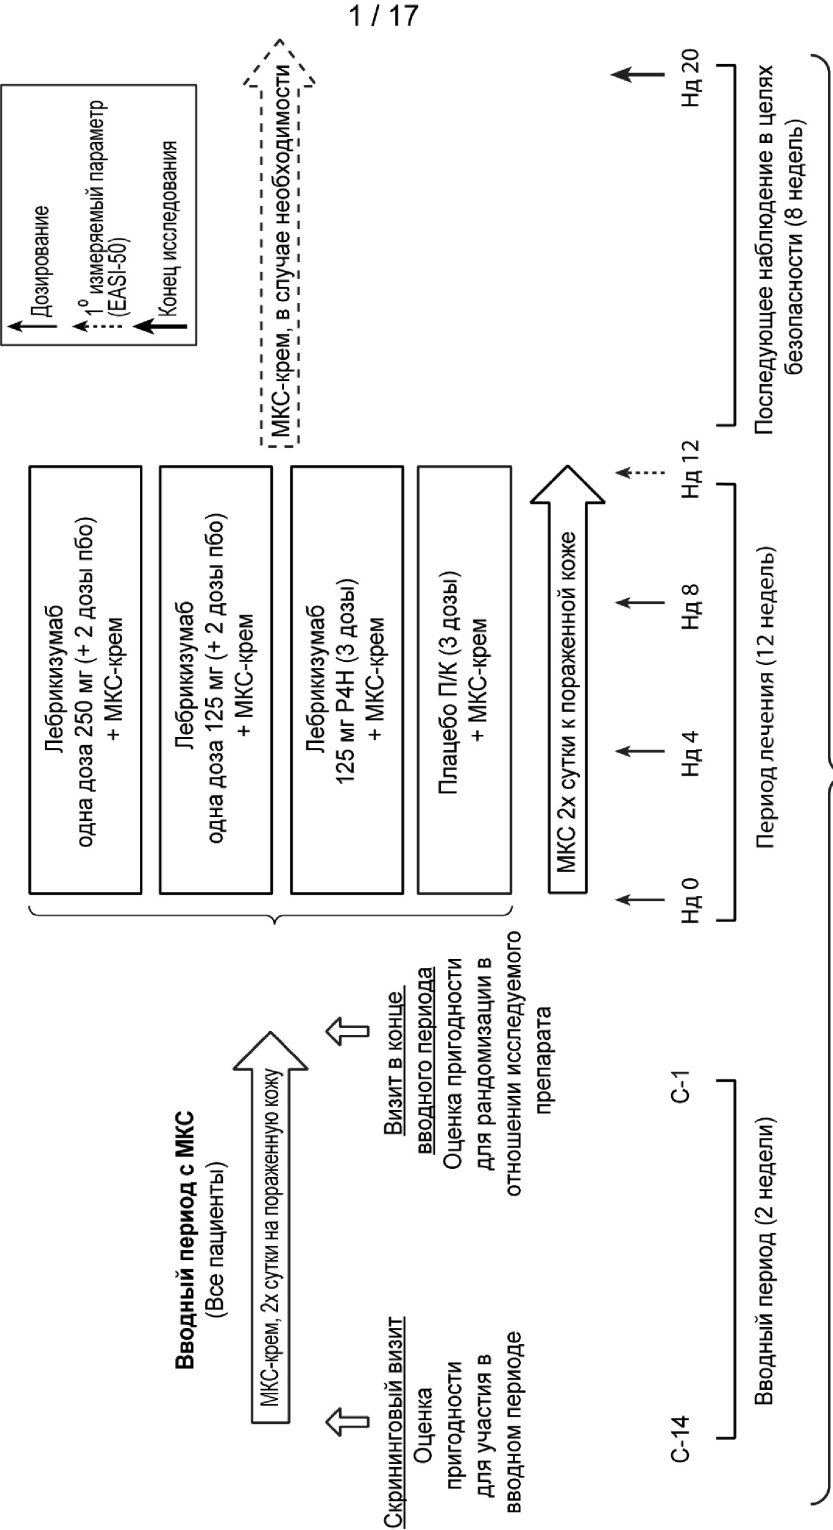 1 / 17
Дозирование
1° измеряемый параметр
(EASI-50)
Конец исследования
Вводный период с МКС
(Все пациенты)
МКС-крем, 2х сутки на пораженную кожу
Скрининговый визит
Оценка
пригодности
для участия в
вводном периоде
Визит в конце
вводного периода
Оценка пригодности
для рандомизации в
отношении исследуемого
препарата
Лебрикизумаб
одна доза 250 мг (+ 2 дозы пбо)
+ МКС-крем
Лебрикизумаб
одна доза 125 мг (+ 2 дозы пбо)
+ МКС-крем
Лебрикизумаб
125 мг Р4Н (3 дозы)
+ МКС-крем
Плацебо П/К (3 дозы)
+ МКС-крем
МКС 2х сутки к пораженной коже
МКС-крем, в случае необходимости
С-14
С-1
Нд 0
Нд 4
Нд 8
Нд 12
Нд 20
Вводный период (2 недели)
Период лечения (12 недель)
Последующее наблюдение в целях
безопасности (8 недель)